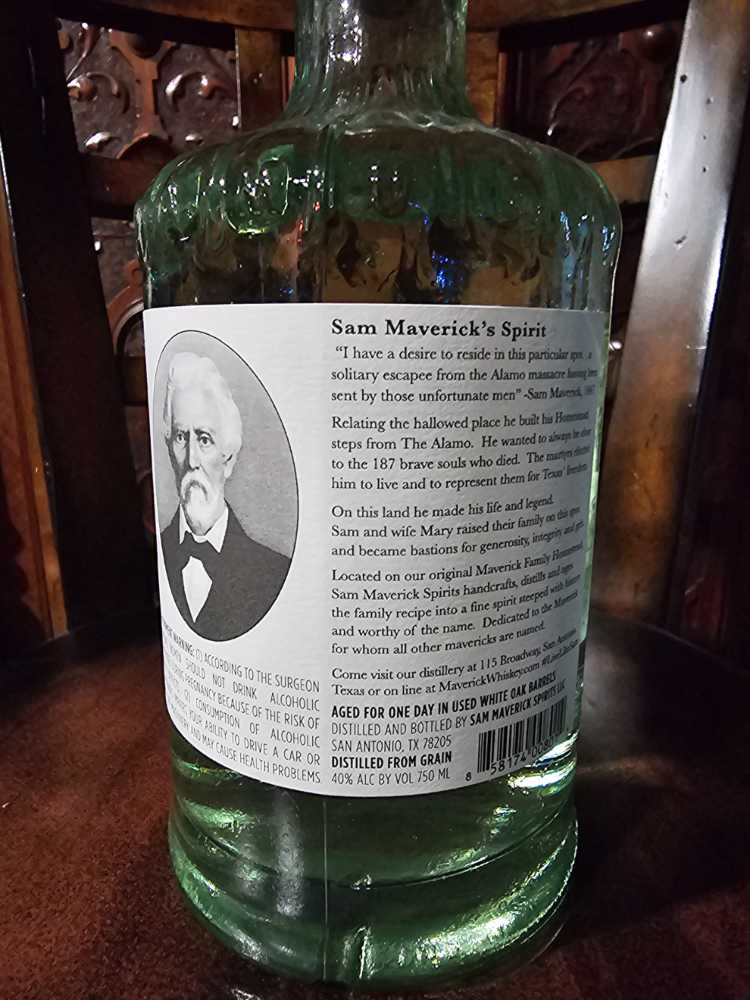 Sam Maverick's Spirit
"I have a desire to reside in this particular spot, a
solitary escapee from the Alamo massacre having been
sent by those unfortunate men" -Sam Maverick,
Relating the hallowed place he built his Homestead
steps from The Alamo. He wanted to always be close
to the 187 brave souls who died. The martyrs elected
him to live and to represent them for Texas' freedom.
On this land he made his life and legend.
Sam and wife Mary raised their family on this spot
and became bastions for generosity, integrity and
Located on our original Maverick Family Homestead,
Sam Maverick Spirits handcrafts, distills and ages
the family recipe into a fine spirit steeped with history
and worthy of the name. Dedicated to the Maverick
for whom all other mavericks are named.
Come visit our distillery at 115 Broadway, San Antonio,
Texas or on line at MaverickWhiskey.com
AGED FOR ONE DAY IN USED WHITE OAK BARRELS
DISTILLED AND BOTTLED BY SAM MAVERICK SPIRITS LLC
SAN ANTONIO, TX 78205
DISTILLED FROM GRAIN
40% ALC BY VOL 750 ML
8 58174
WARNING: (1) ACCORDING TO THE SURGEON
WOMEN SHOULD NOT DRINK ALCOHOLIC
DURING PREGNANCY BECAUSE OF THE RISK OF
(2) CONSUMPTION OF ALCOHOLIC
YOUR ABILITY TO DRIVE A CAR OR
AND MAY CAUSE HEALTH PROBLEMS.